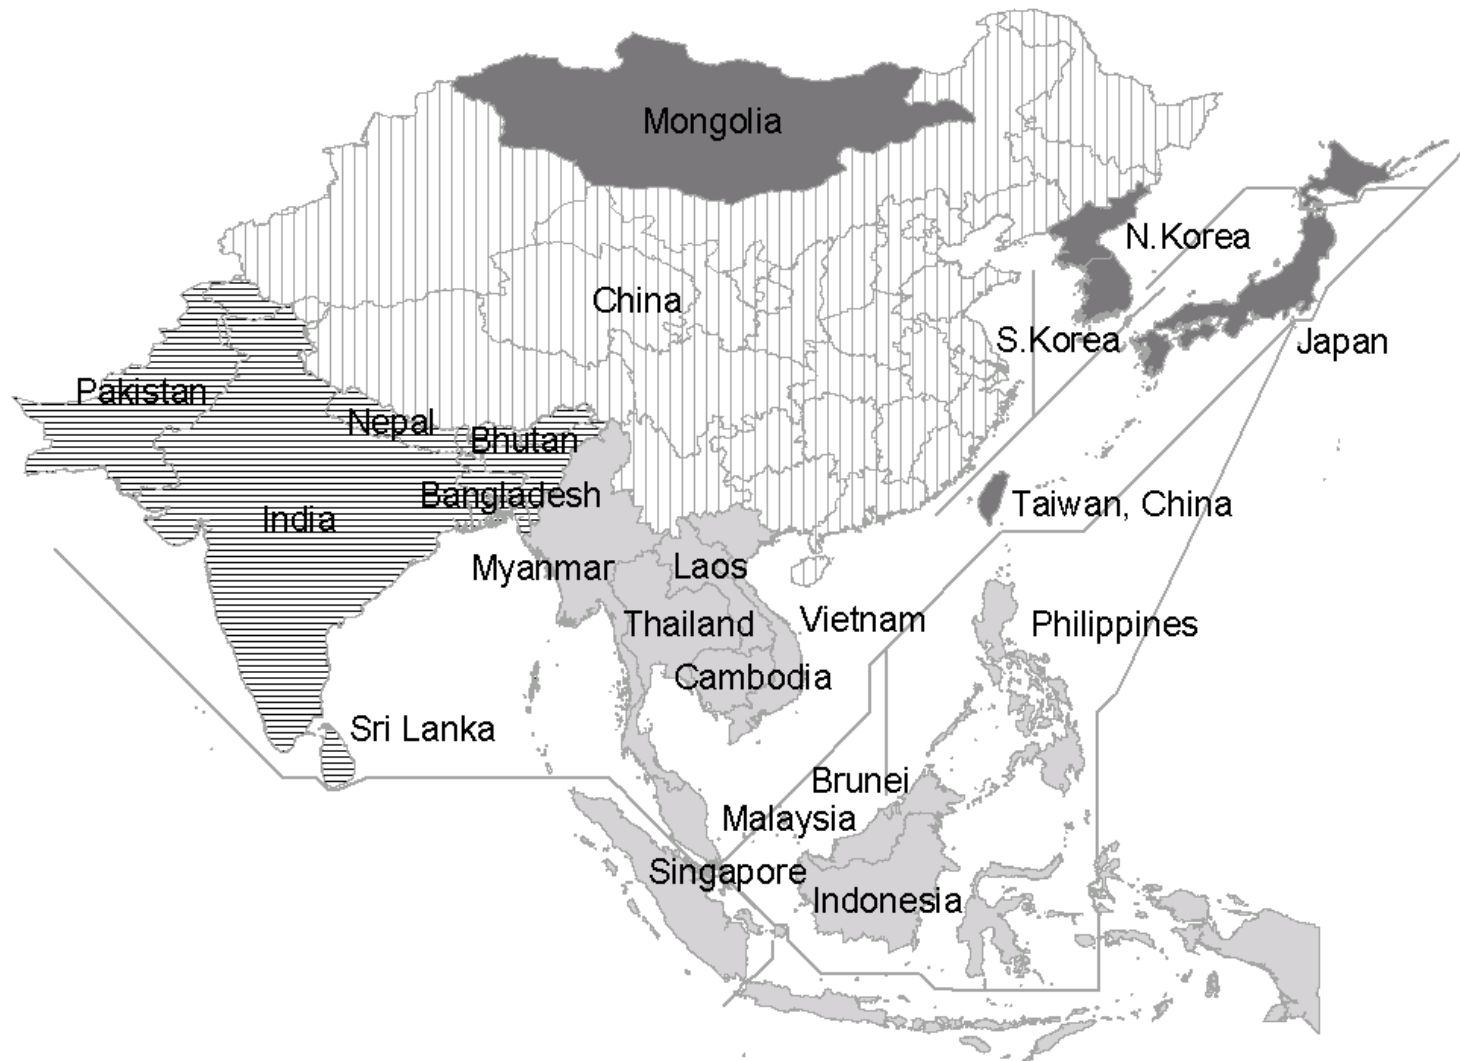 Mongolia
N.Korea
China
S.Korea
Japan
Pakistan
Nepal
Bhutan
Bangladesh
Taiwan, China
India
Myanmar
Laos
Thailand
Vietnam
Philippines
Cambodia
Sri Lanka
Brunei
Malaysia
Singapore
Indonesia